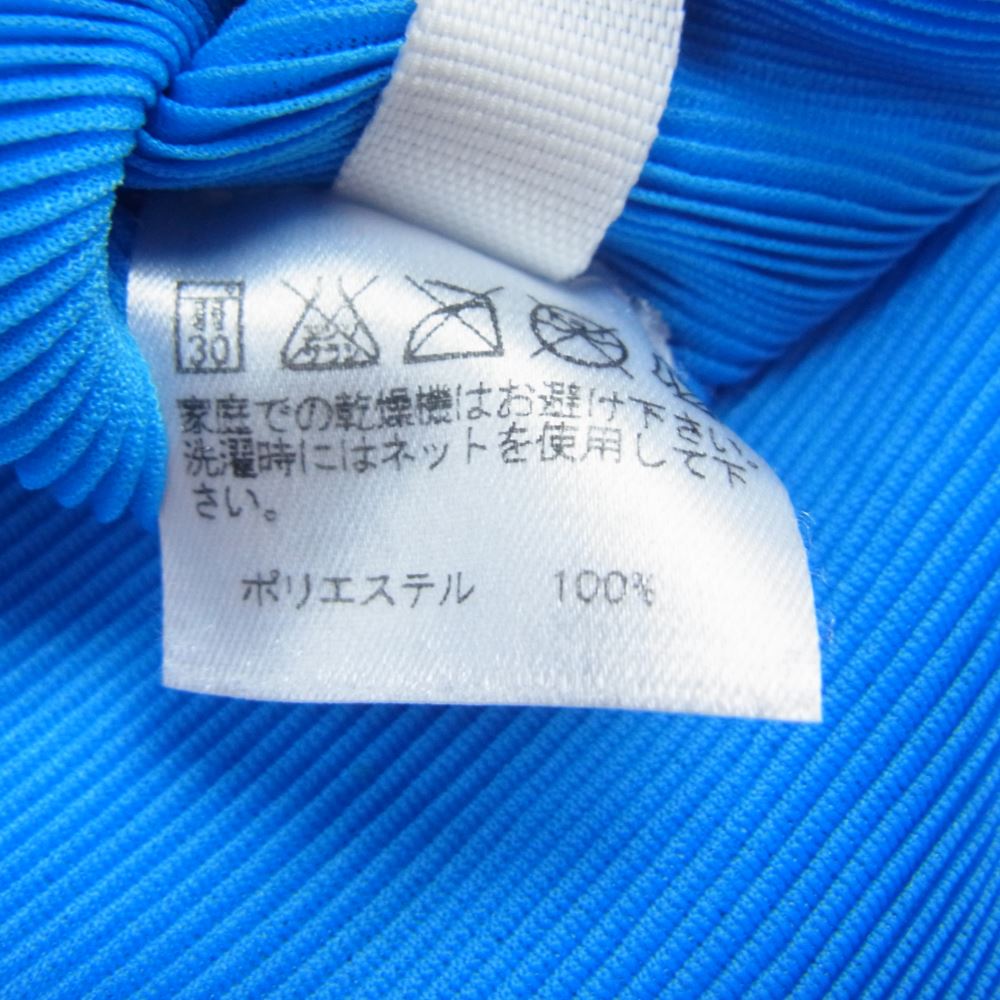 30
家庭での乾燥機はお避け下さい。
洗濯時にはネットを使用して下
さい。
ポリエステル 100%